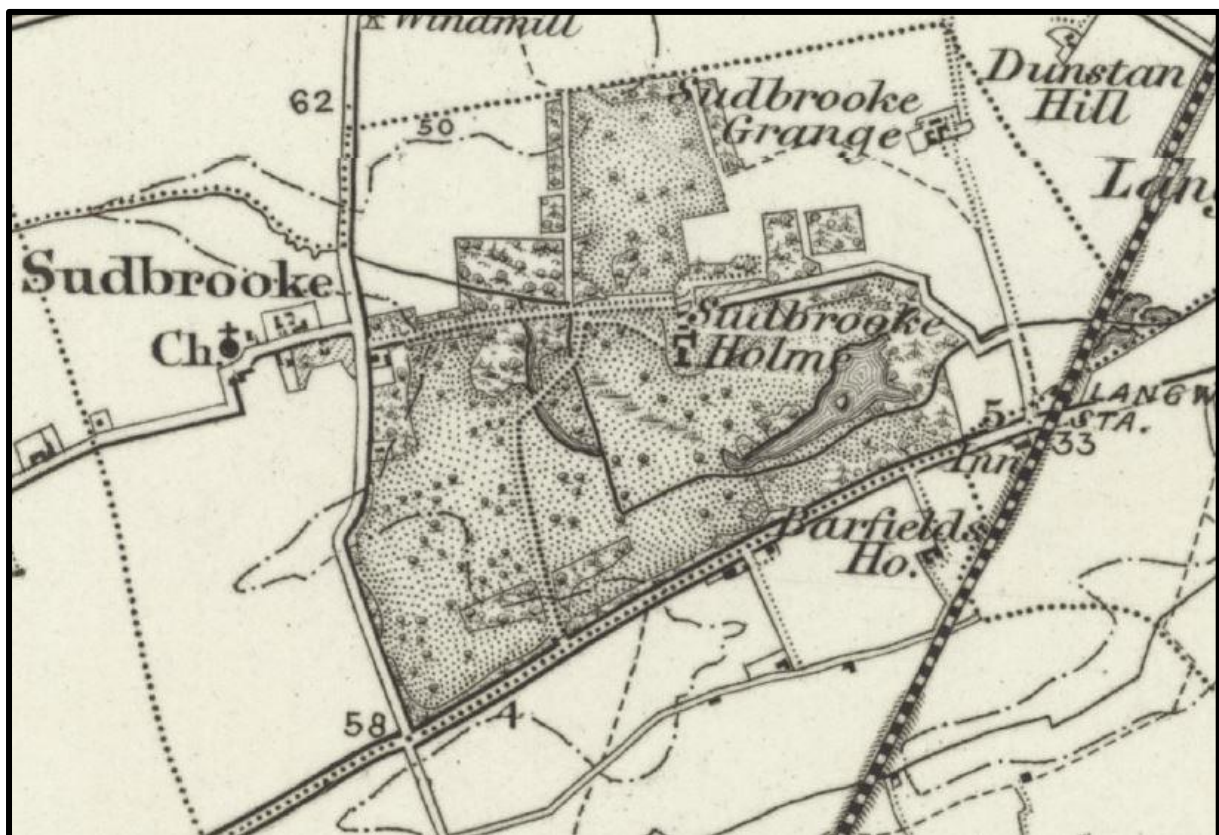 Windmill
Dunstan
Hill
62
50
Sudbrooke
Grange
Lang
Sudbrooke
Ch.
Sudbrooke
Holme
LANGW
STA.
5
33
Inn
Barfields
Ho.
58
4